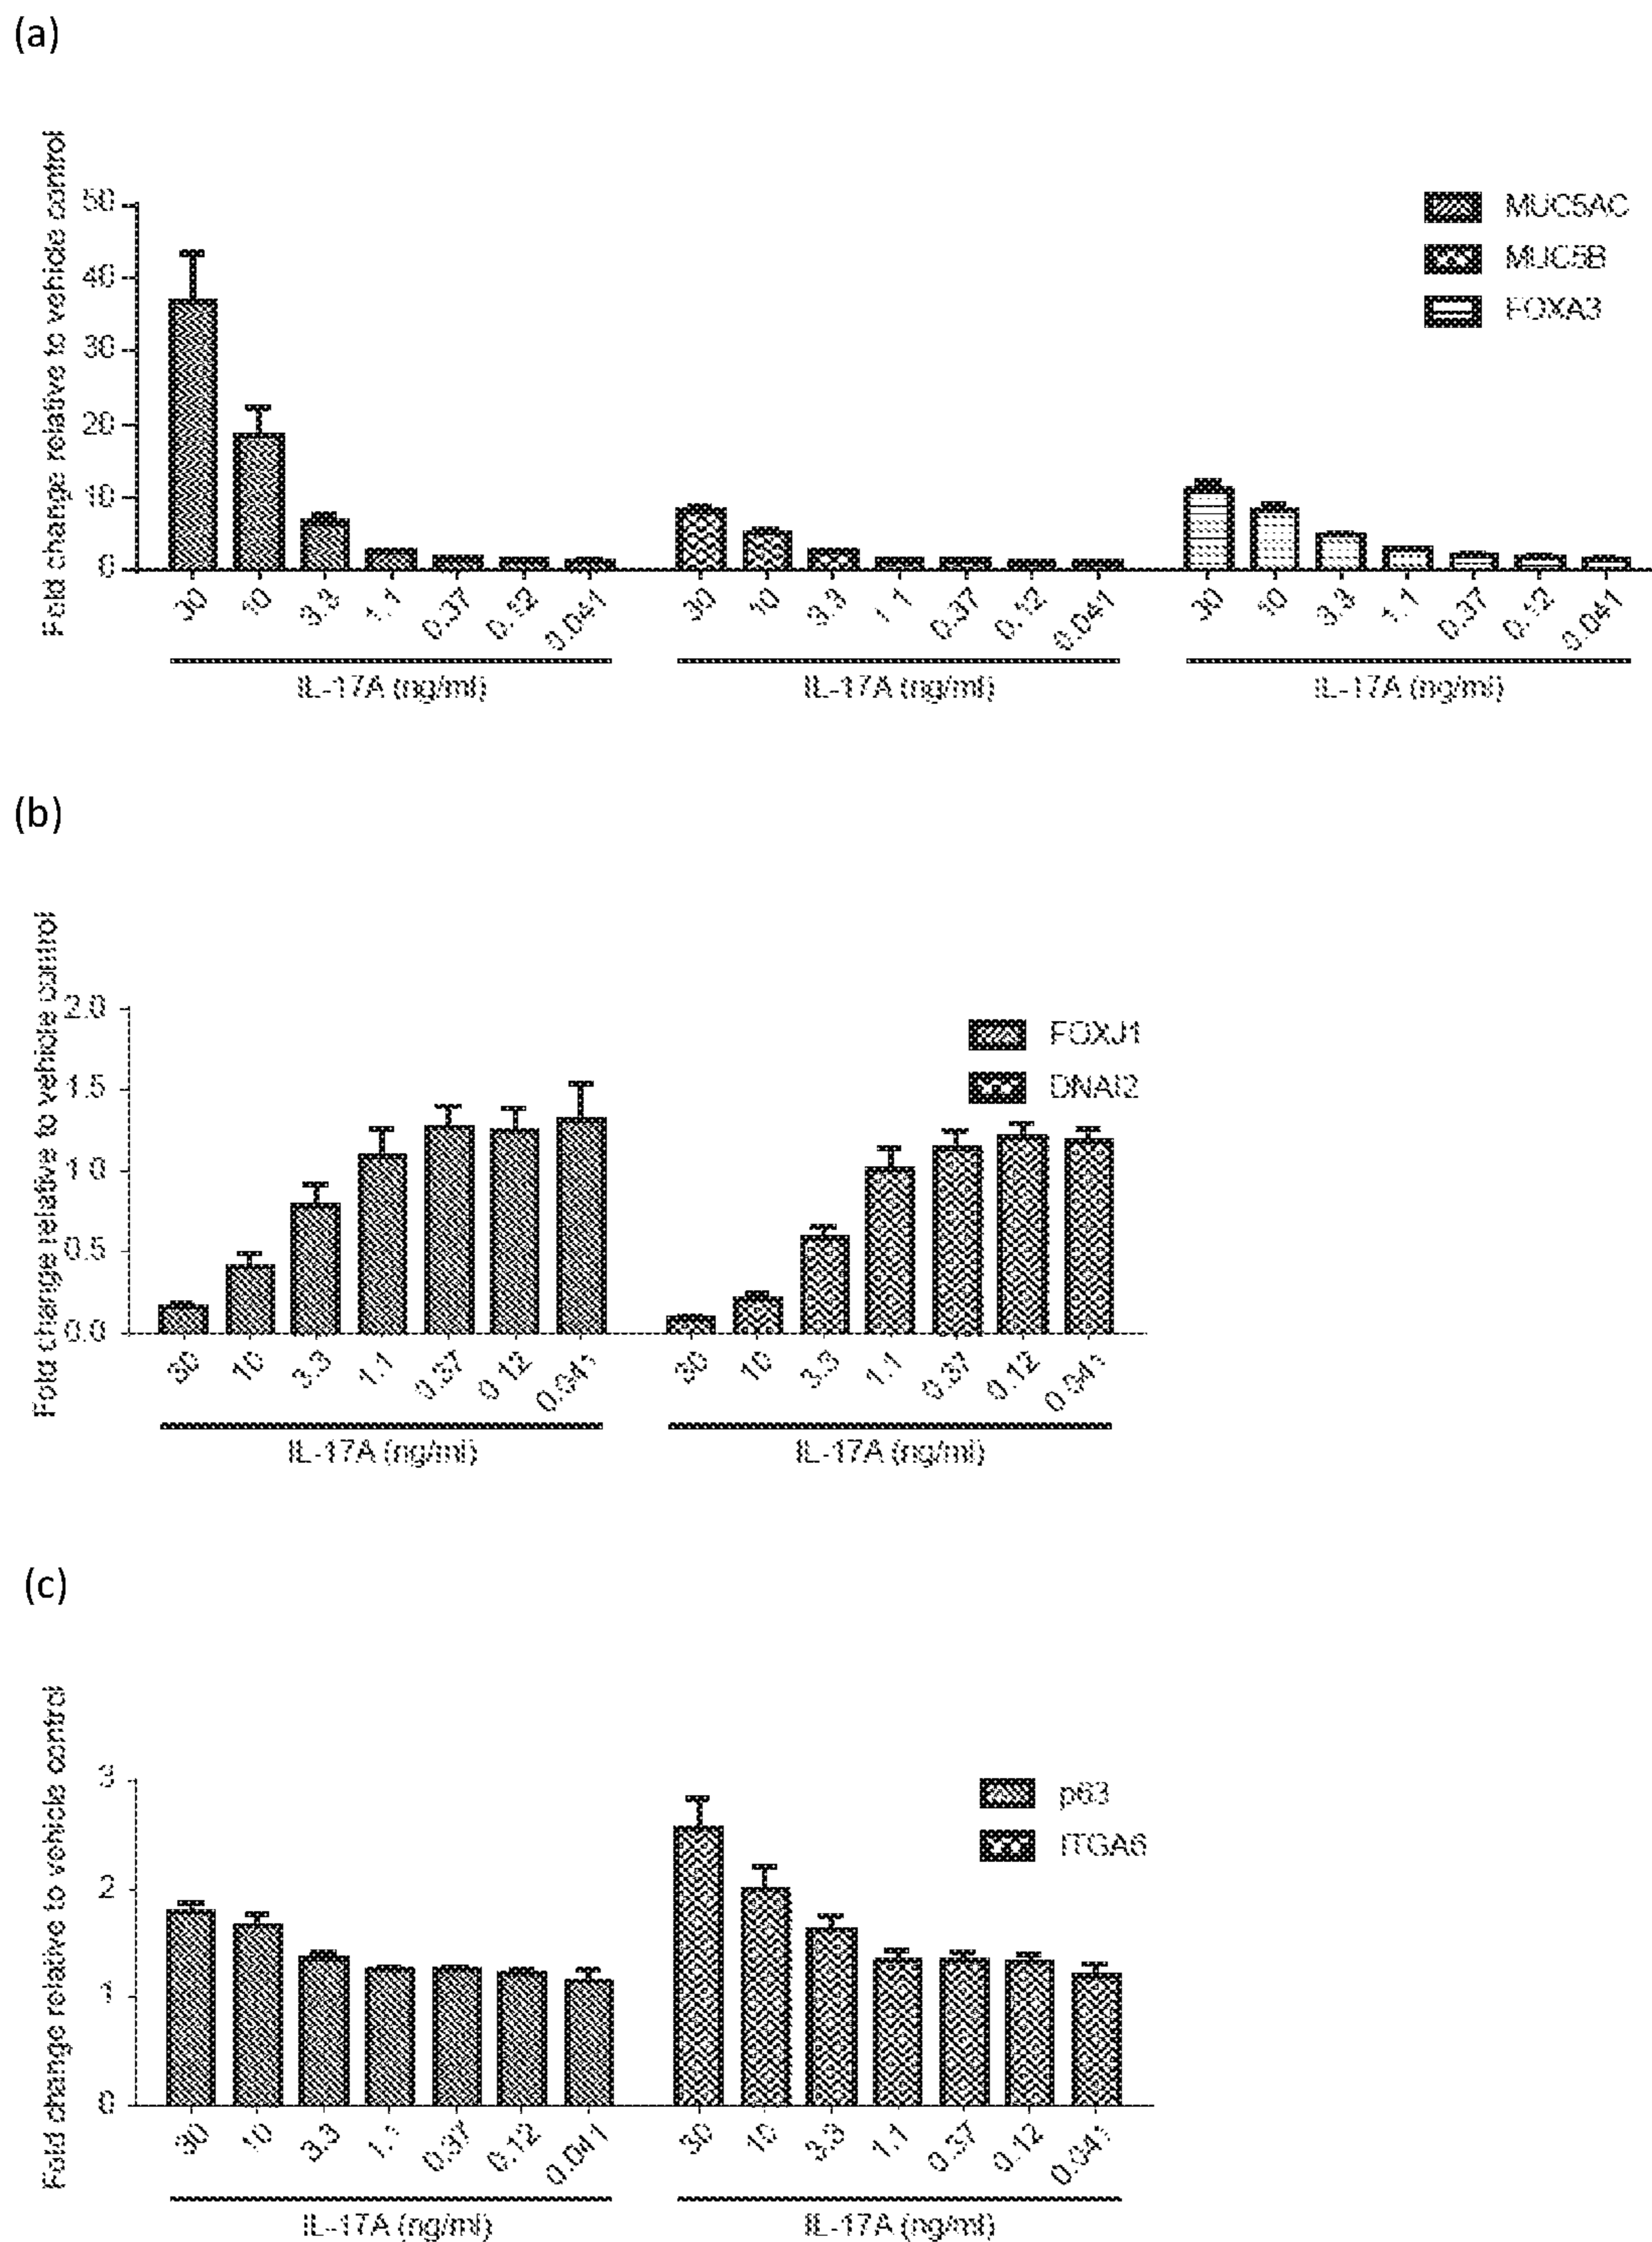 (a)
Fold change relative to vehicle control
50
40
30
20
10
0
MUC5AC
MUC5B
FOXA3
30 10 3.3 1.1 0.37 0.12 0.041
30 10 3.3 1.1 0.37 0.12 0.041
30 10 3.3 1.1 0.37 0.12 0.041
IL-17A (ng/ml)
IL-17A (ng/ml)
IL-17A (ng/ml)
(b)
Fold change relative to vehicle control
2.0
1.5
1.0
0.5
0.0
FOXJ1
DNAI2
30 10 3.3 1.1 0.37 0.12 0.041
30 10 3.3 1.1 0.37 0.12 0.041
IL-17A (ng/ml)
IL-17A (ng/ml)
(c)
Fold change relative to vehicle control
3
2
1
0
p63
ITGA6
30 10 3.3 1.1 0.37 0.12 0.041
30 10 3.3 1.1 0.37 0.12 0.041
IL-17A (ng/ml)
IL-17A (ng/ml)